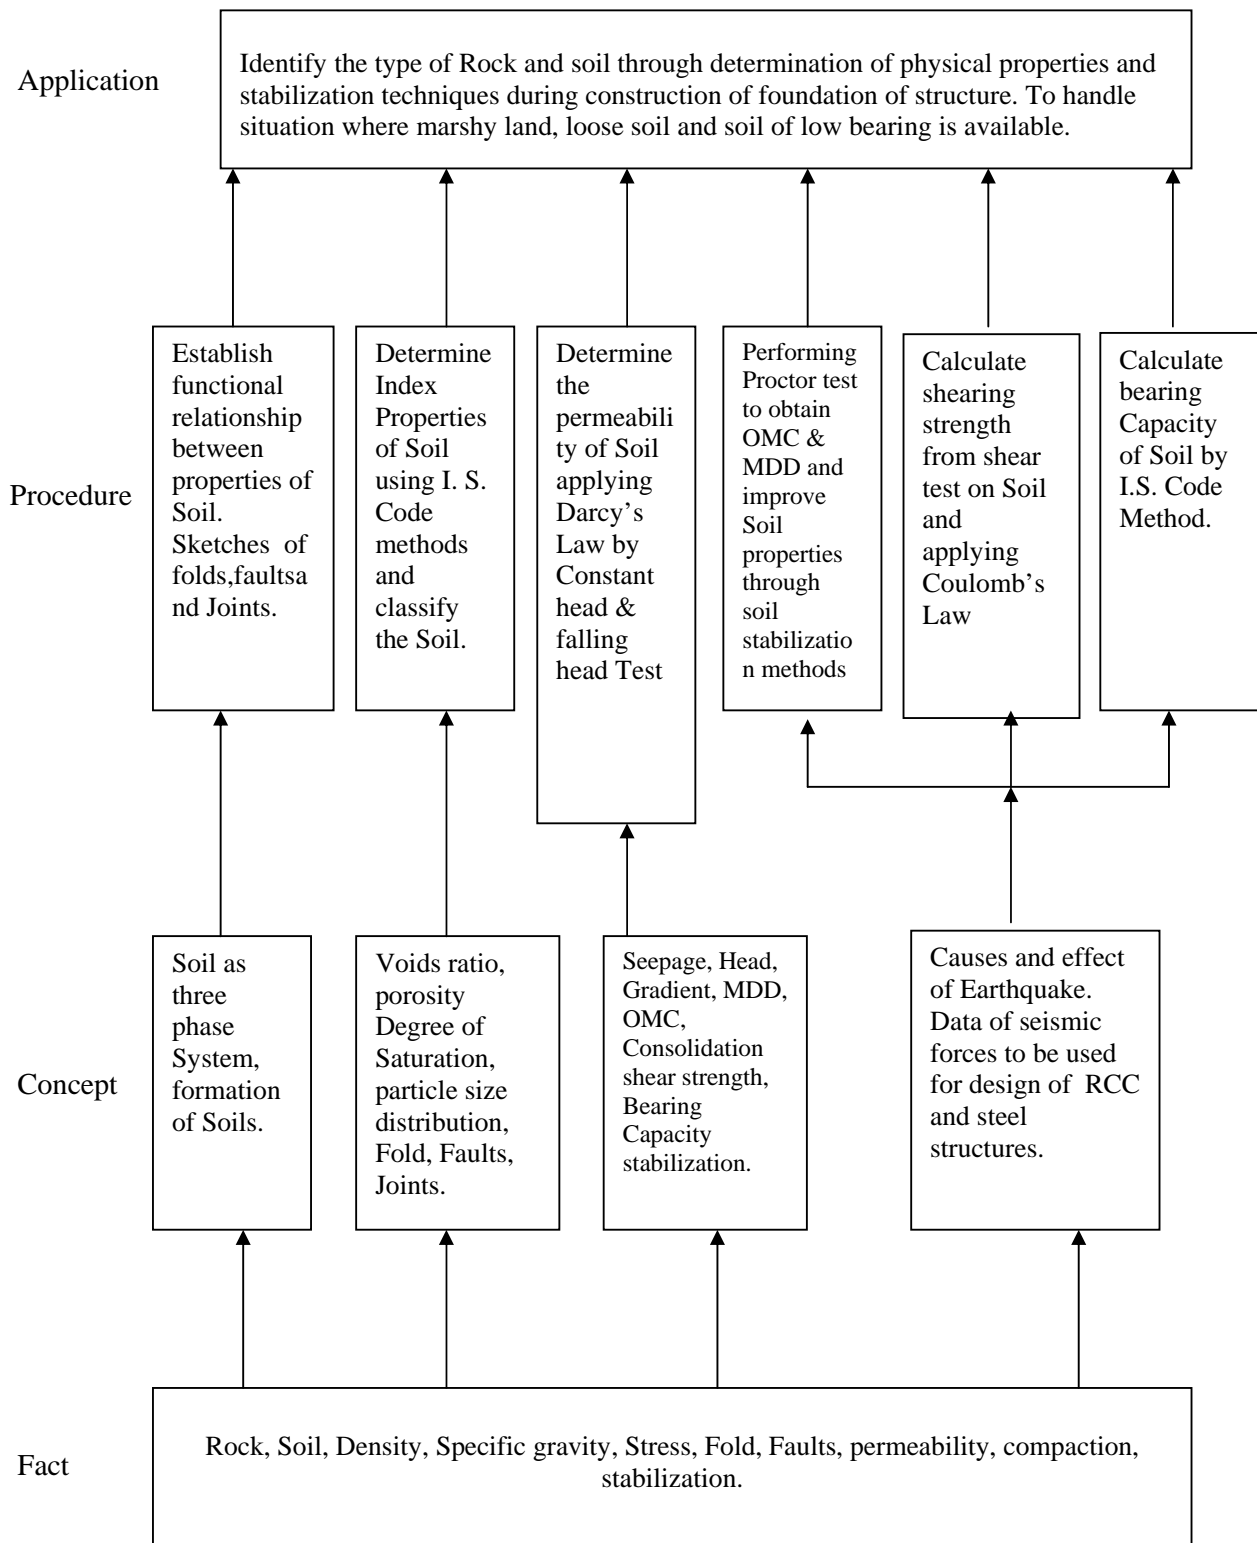 Application
Identify the type of Rock and soil through determination of physical properties and
stabilization techniques during construction of foundation of structure. To handle
situation where marshy land, loose soil and soil of low bearing is available.
Procedure
Establish
functional
relationship
between
properties of
Soil.
Sketches of
folds,faultsa
nd Joints.
Determine
Index
Properties
of Soil
using I. S.
Code
methods
and
classify
the Soil.
Determine
the
permeabili
ty of Soil
applying
Darcy's
Law by
Constant
head &
falling
head Test
Performing
Proctor test
to obtain
OMC &
MDD and
improve
Soil
properties
through
soil
stabilizatio
n methods
Calculate
shearing
strength
from shear
test on Soil
and
applying
Coulomb's
Law
Calculate
bearing
Capacity
of Soil by
I.S. Code
Method.
Concept
Soil as
three
phase
System,
formation
of Soils.
Voids ratio,
porosity
Degree of
Saturation,
particle size
distribution,
Fold, Faults,
Joints.
Seepage, Head,
Gradient, MDD,
OMC,
Consolidation
shear strength,
Bearing
Capacity
stabilization.
Causes and effect
of Earthquake.
Data of seismic
forces to be used
for design of RCC
and steel
structures.
Fact
Rock, Soil, Density, Specific gravity, Stress, Fold, Faults, permeability, compaction,
stabilization.